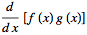 d/dx [f (x) g (x)]